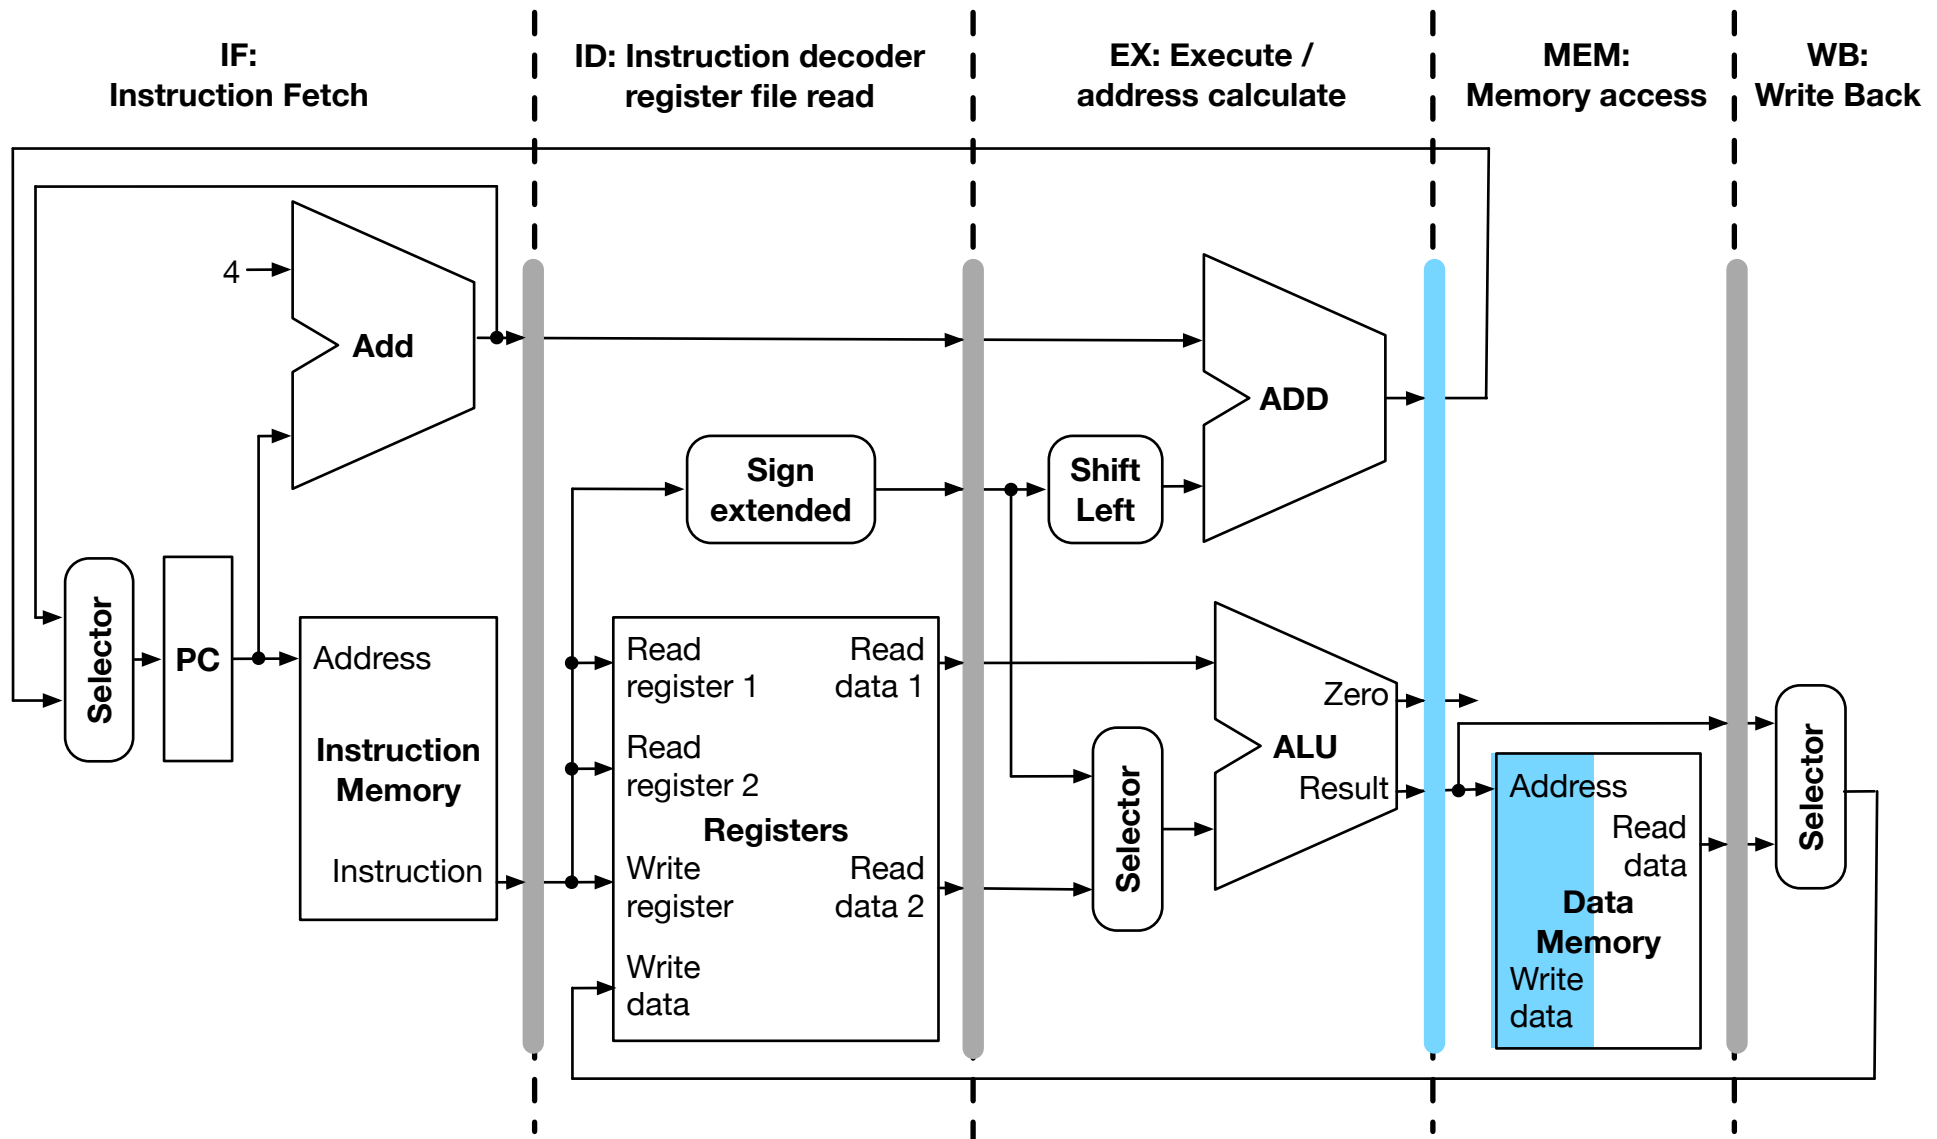 IF:
Instruction Fetch
ID: Instruction decoder
register file read
EX: Execute /
address calculate
MEM:
Memory access
WB:
Write Back
4
Add
Selector
PC
Address
Instruction
Memory
Instruction
Sign
extended
Read
register 1
Read
data 1
Read
register 2
Registers
Write
register
Read
data 2
Write
data
Shift
Left
ADD
Selector
Zero
ALU
Result
Address
Read
data
Data
Memory
Write
data
Selector